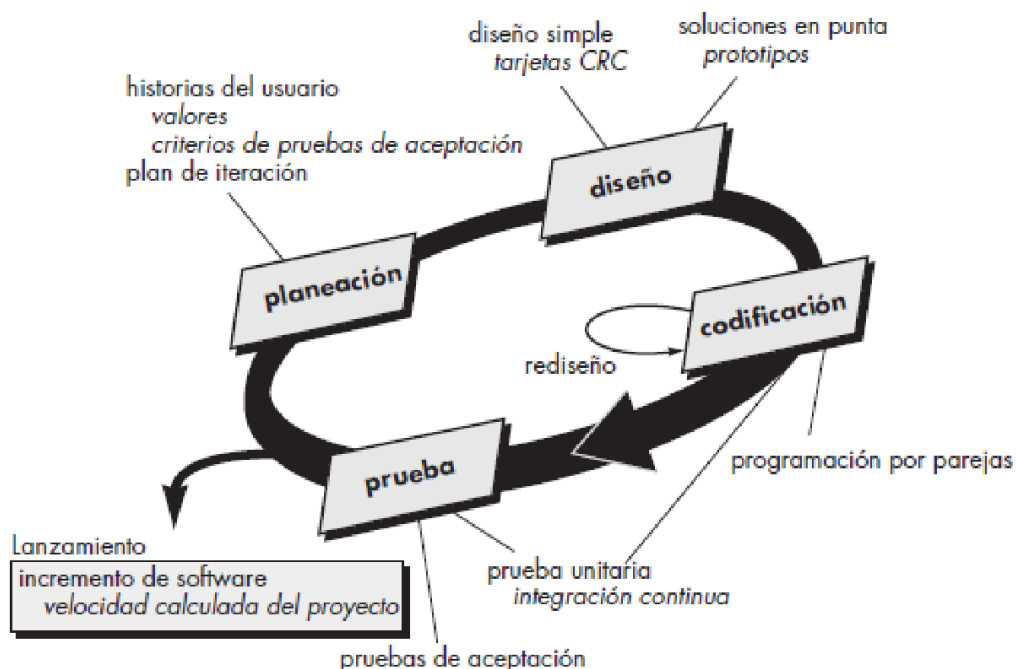 diseño simple
tarjetas CRC
soluciones en punta
prototipos
historias del usuario
valores
criterios de pruebas de aceptación
plan de iteración
diseño
planeación
codificación
rediseño
programación por parejas
prueba
Lanzamiento
incremento de software
velocidad calculada del proyecto
prueba unitaria
integración continua
pruebas de aceptación